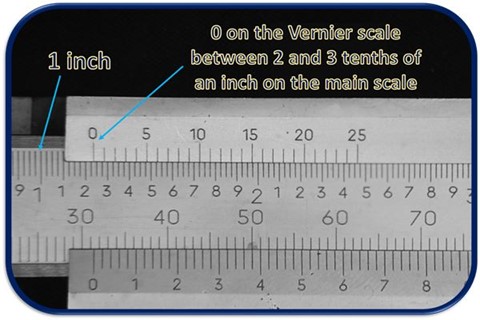 0 on the Vernier scale
between 2 and 3 tenths of
an inch on the main scale
1 inch
0 5 10 15 20 25
9 1 1 2 3 4 5 6 7 8 9 2 1 2 3 4 5 6 7 8 9 3
30 40 50 60 70
0 1 2 3 4 5 6 7 8